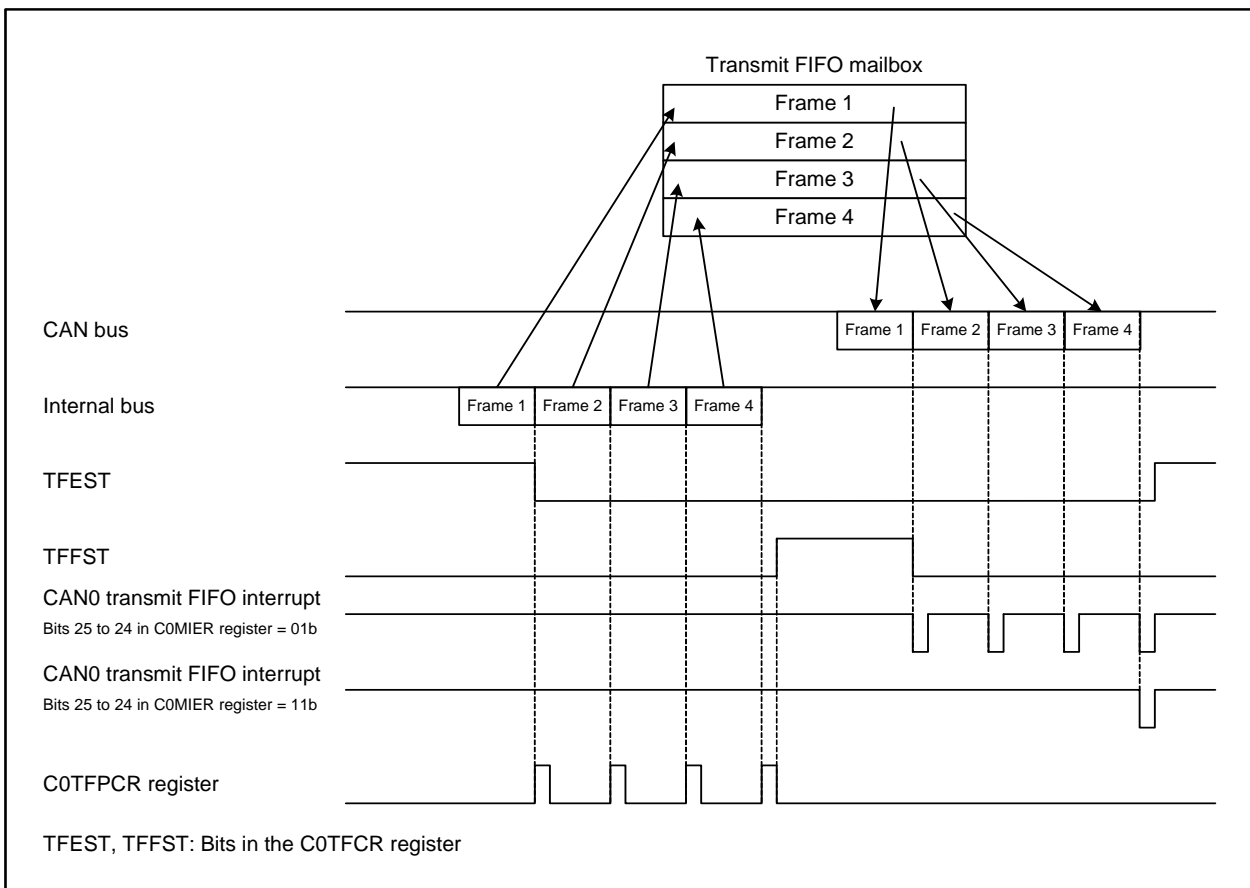 Transmit FIFO mailbox
Frame 1
Frame 2
Frame 3
Frame 4
CAN bus
Frame 1
Frame 2
Frame 3
Frame 4
Internal bus
Frame 1
Frame 2
Frame 3
Frame 4
TFEST
TFFST
CAN0 transmit FIFO interrupt
Bits 25 to 24 in C0MIER register = 01b
CAN0 transmit FIFO interrupt
Bits 25 to 24 in C0MIER register = 11b
C0TFPCR register
TFEST, TFFST: Bits in the C0TFCR register